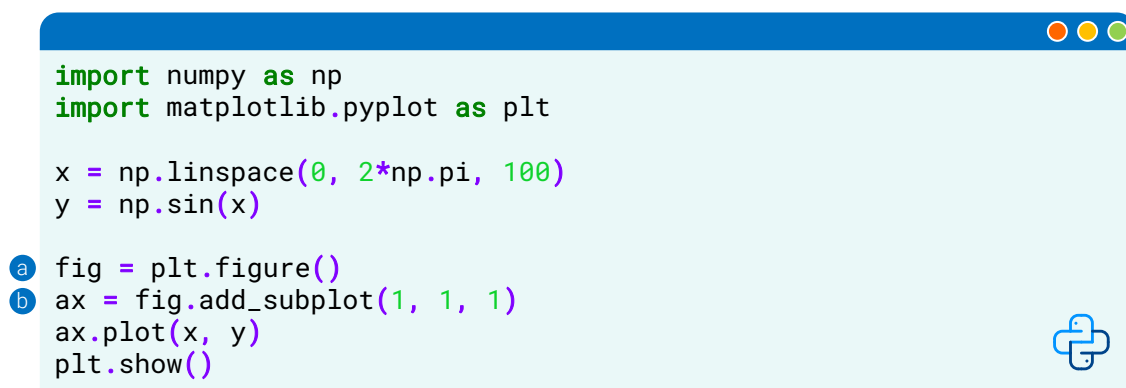 import numpy as np
import matplotlib.pyplot as plt
x = np.linspace(0, 2*np.pi, 100)
y = np.sin(x)
a fig = plt.figure()
b ax = fig.add_subplot(1, 1, 1)
ax.plot(x, y)
plt.show()